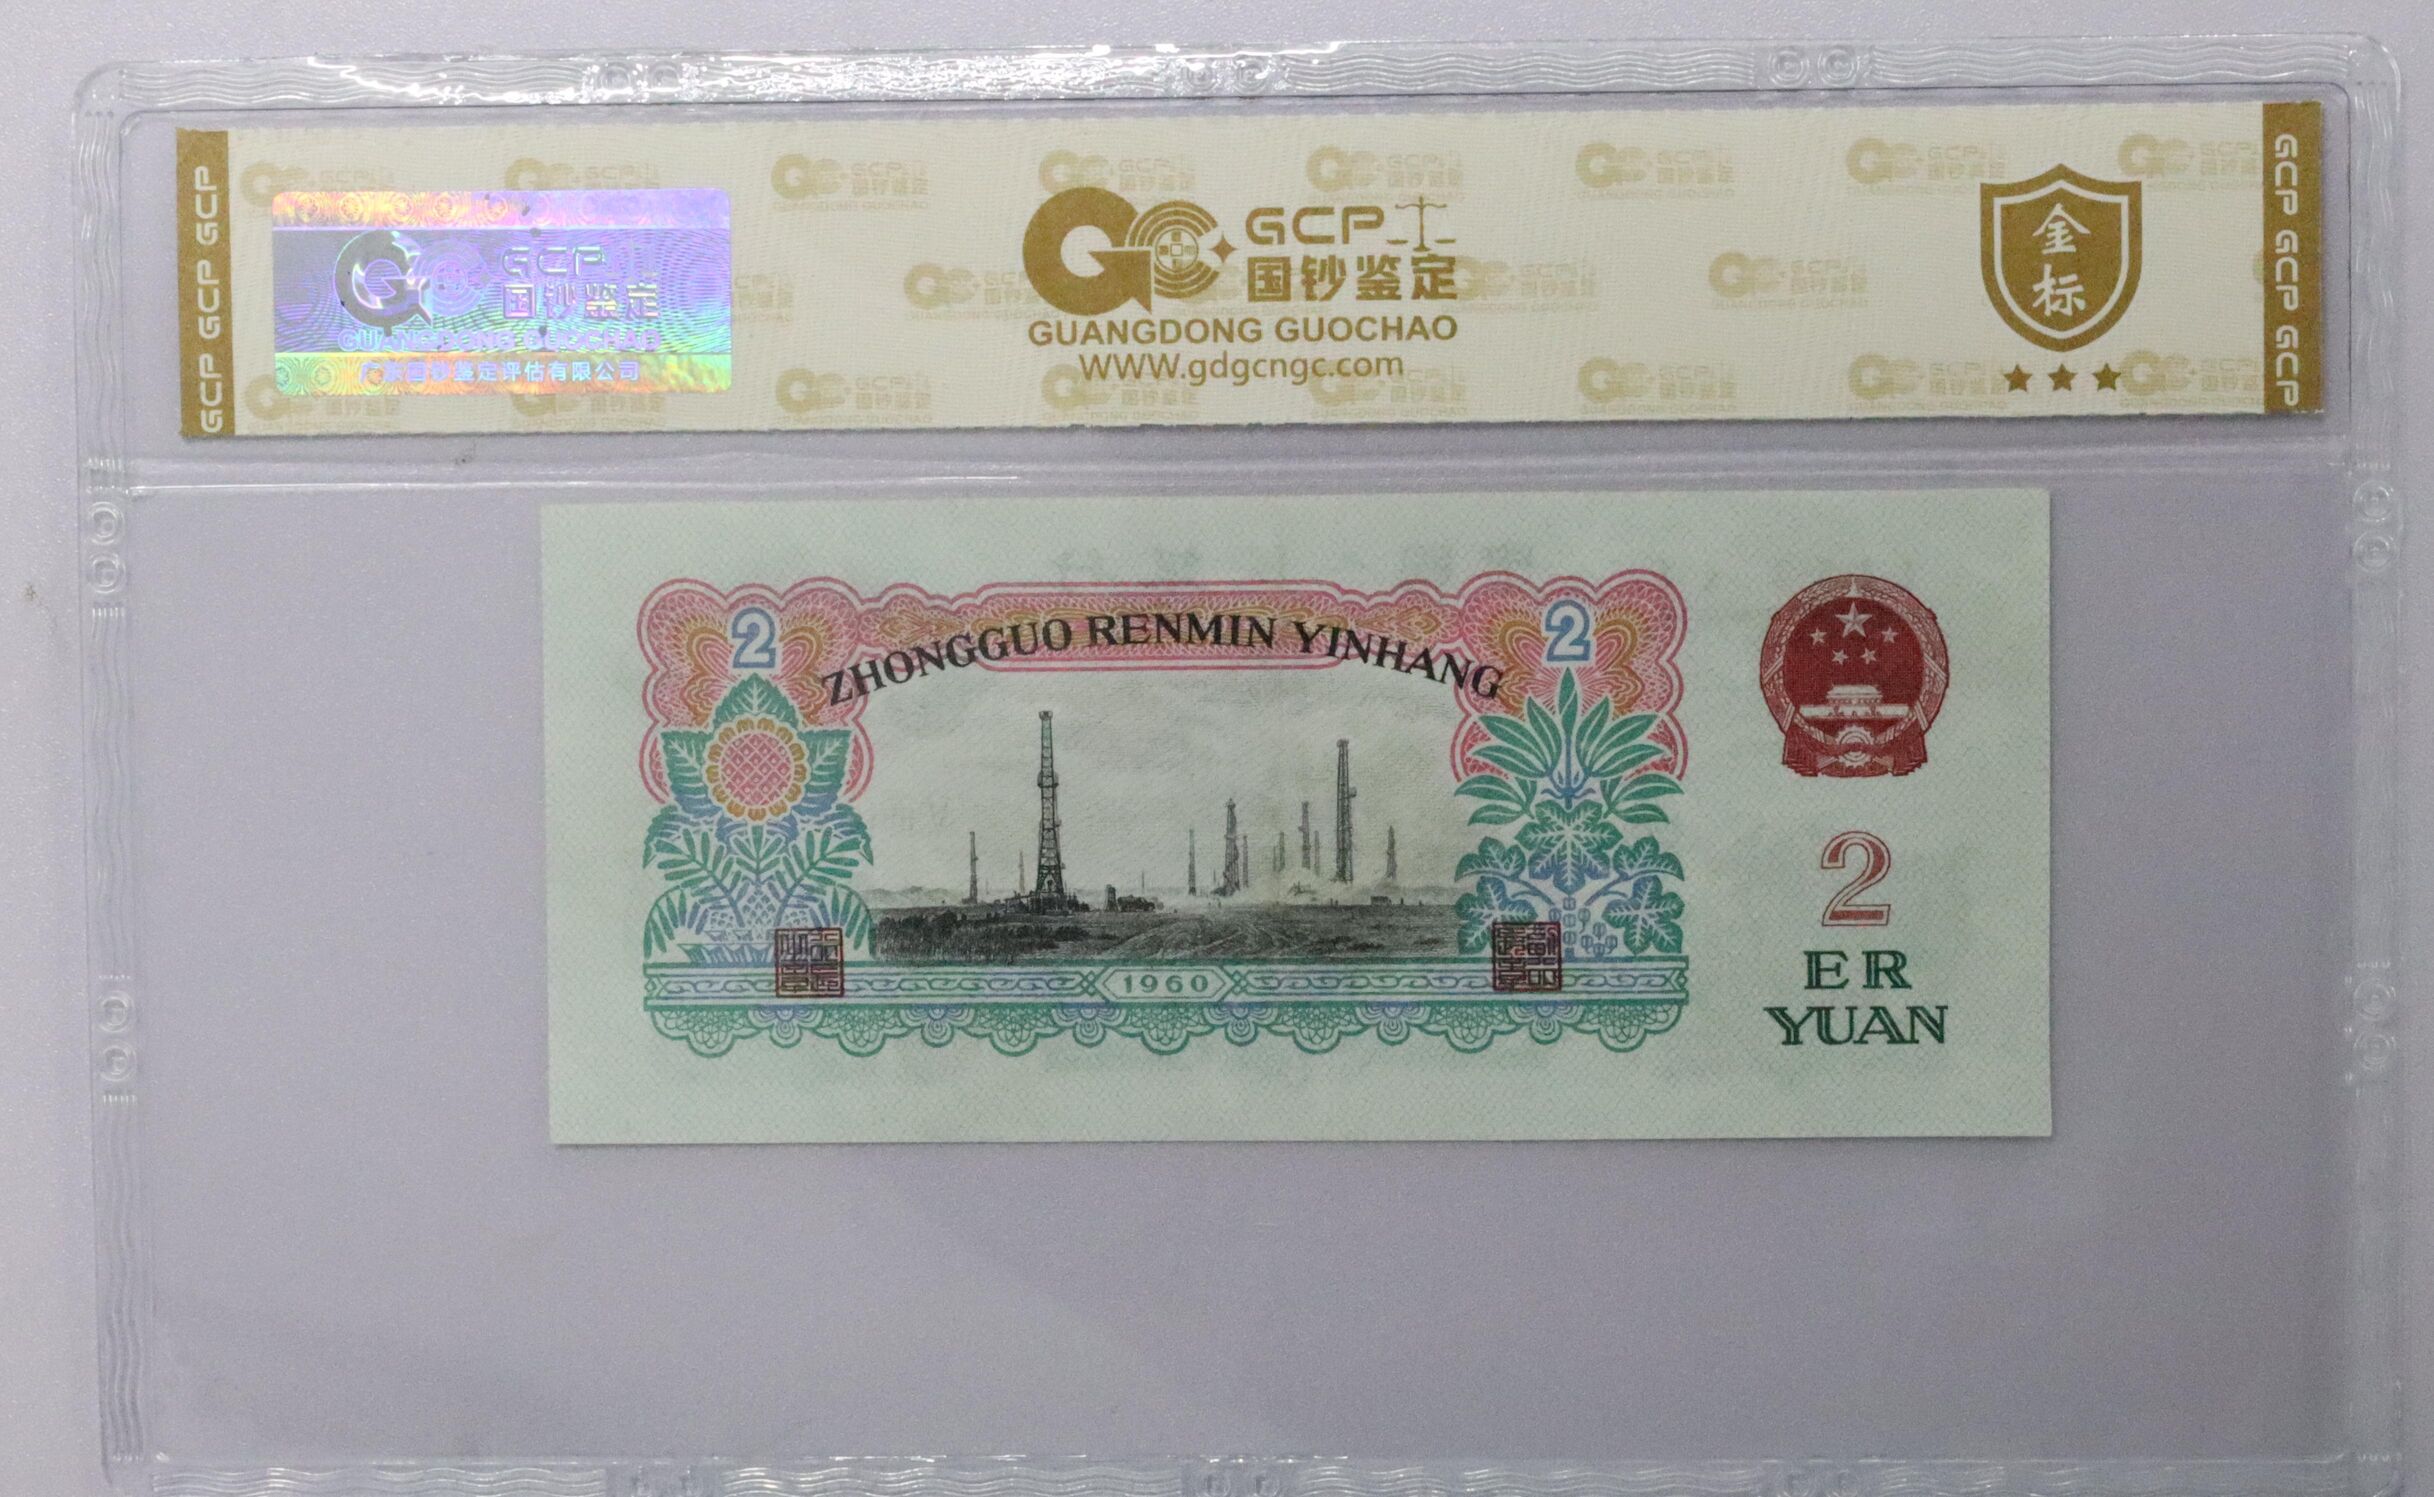 GCP GCP GCP
GCP
国钞鉴定
GUANGDONG GUOCHAO
广东国钞鉴定评估有限公司
GCP
国钞鉴定
GUANGDONG GUOCHAO
WWW.gdgcngc.com
金标
GCP GCP GCP
2
ZHONGGUO RENMIN YINHANG
2
1960
2
ER
YUAN